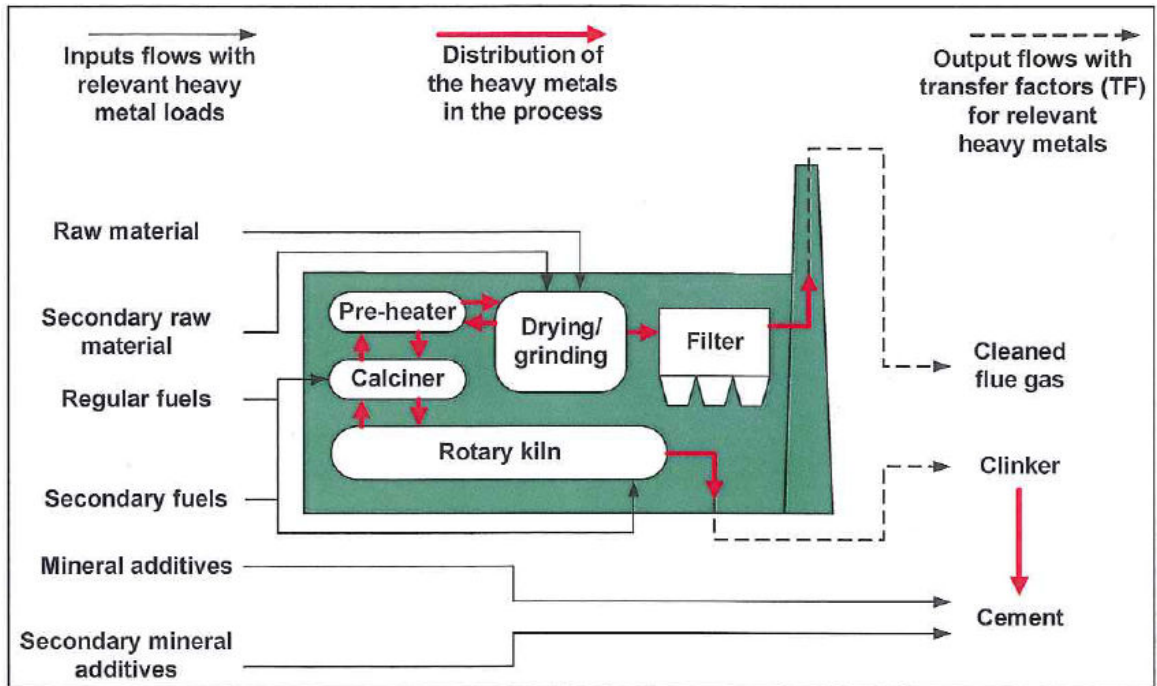 Inputs flows with
relevant heavy
metal loads
Distribution of
the heavy metals
in the process
Output flows with
transfer factors (TF)
for relevant
heavy metals
Raw material
Secondary raw
material
Regular fuels
Secondary fuels
Mineral additives
Secondary mineral
additives
Pre-heater
Calciner
Drying/
grinding
Filter
Rotary kiln
Cleaned
flue gas
Clinker
Cement